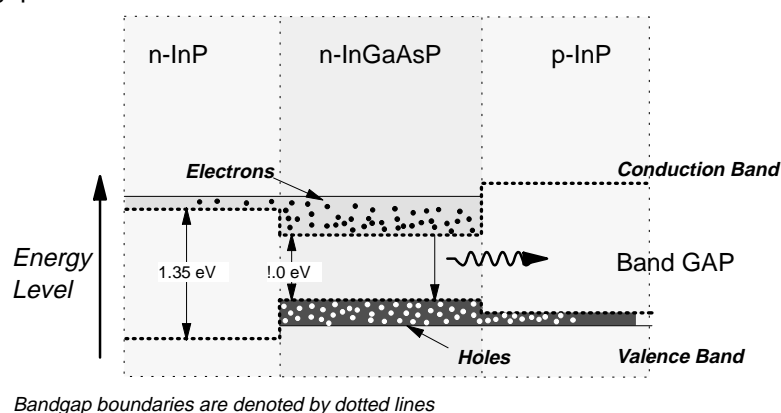 n-InP n-InGaAsP p-InP
Electrons
Conduction Band
Energy
Level
1.35 eV
!.0 eV
Band GAP
Holes
Valence Band
Bandgap boundaries are denoted by dotted lines